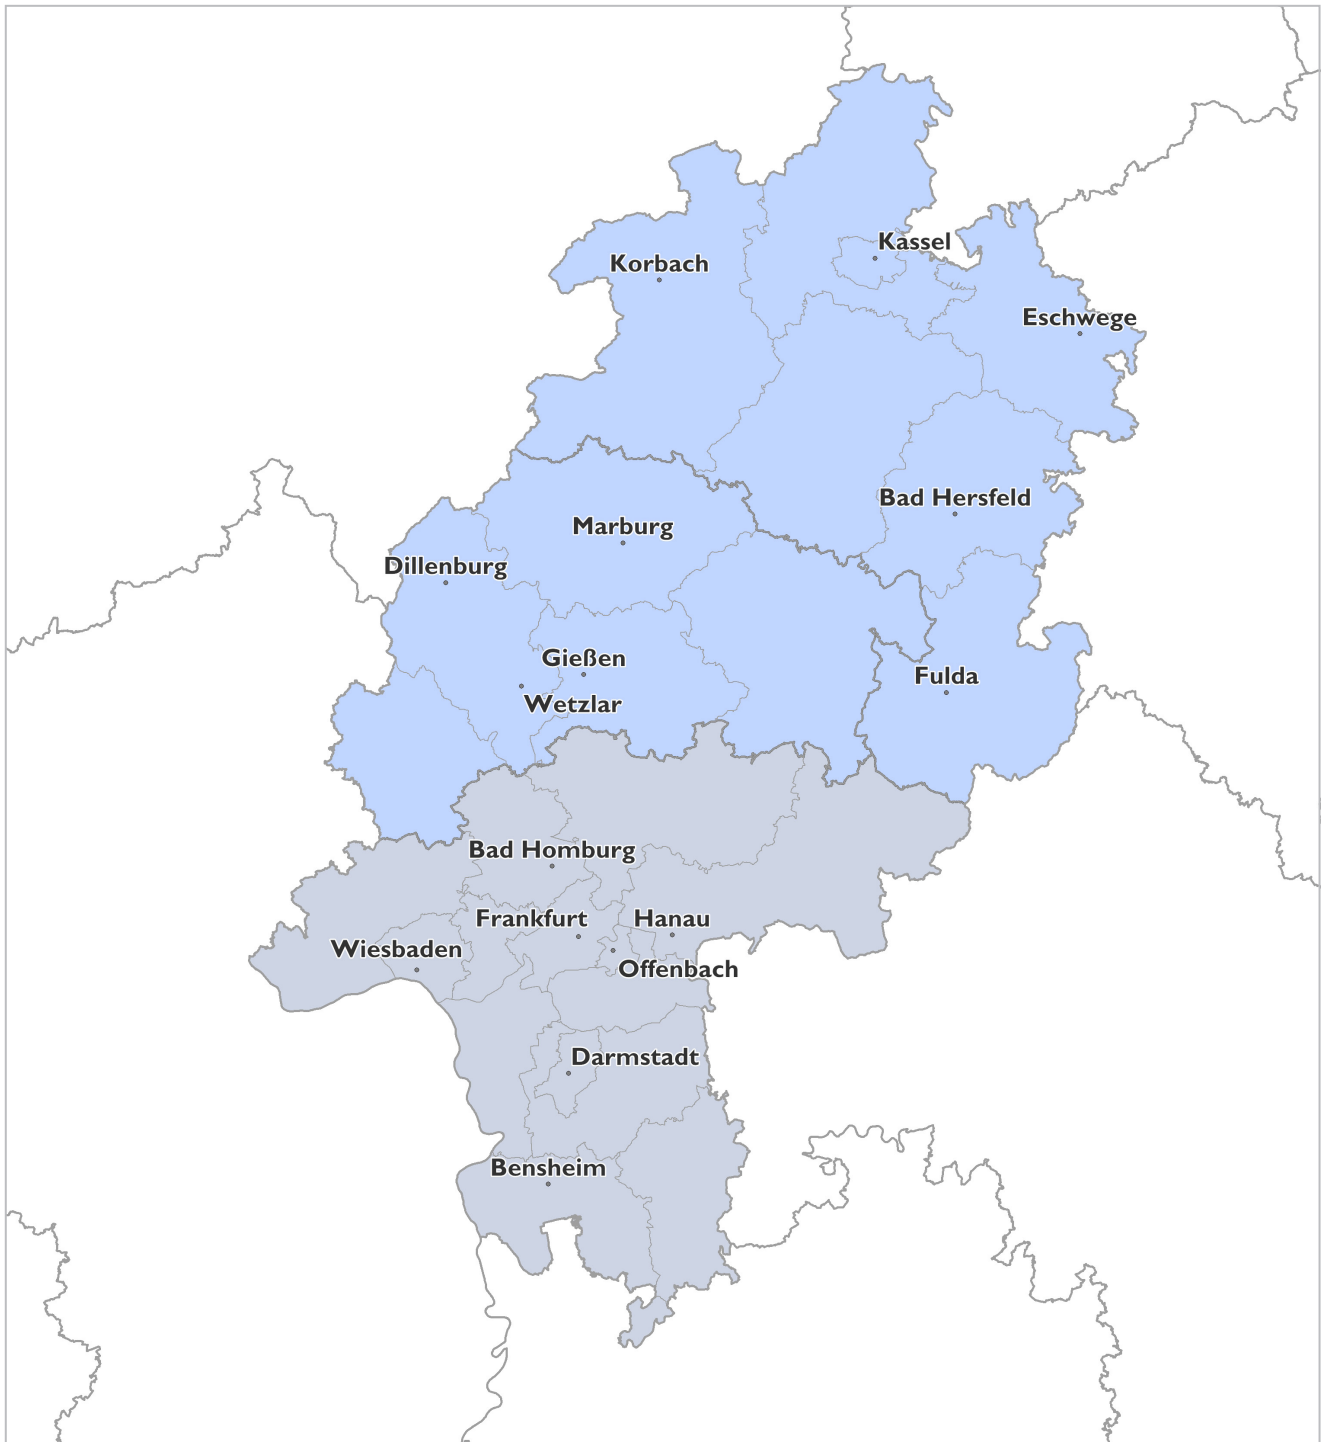 Kassel
Korbach
Eschwege
Bad Hersfeld
Marburg
Dillenburg
Gießen
Fulda
Wetzlar
Bad Homburg
Frankfurt
Hanau
Wiesbaden
Offenbach
Darmstadt
Bensheim